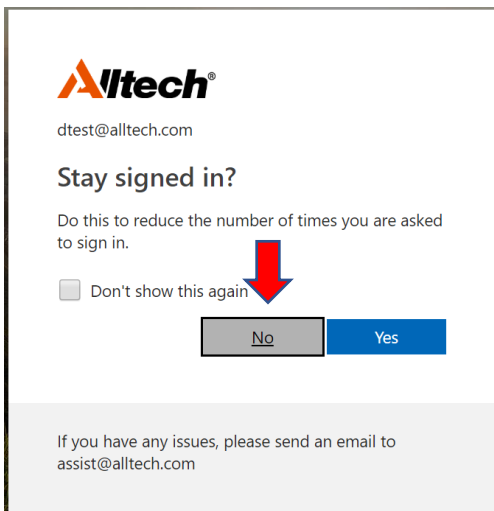 Alltech®
dtest@alltech.com
Stay signed in?
Do this to reduce the number of times you are asked
to sign in.
Don't show this again
No
Yes
If you have any issues, please send an email to
assist@alltech.com